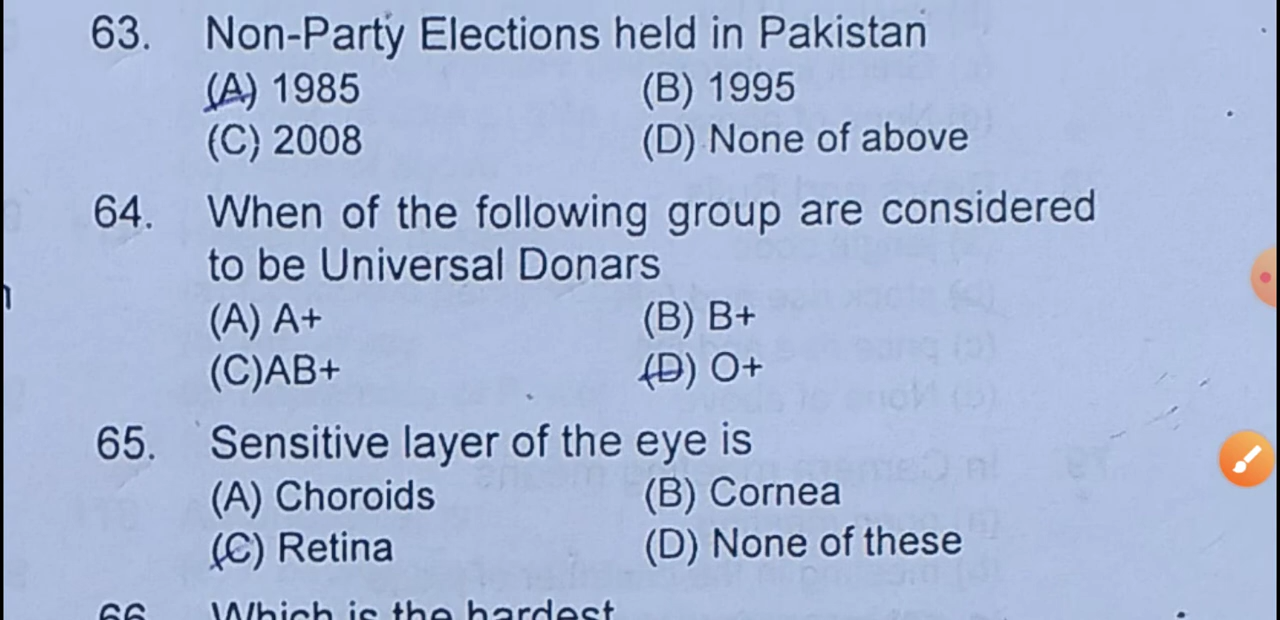 63. Non-Party Elections held in Pakistan
(A) 1985 (B) 1995
(C) 2008 (D) None of above
64. When of the following group are considered
to be Universal Donars
(A) A+ (B) B+
(C)AB+ (D) O+
65. Sensitive layer of the eye is
(A) Choroids (B) Cornea
(C) Retina (D) None of these
66 Which is the hardest